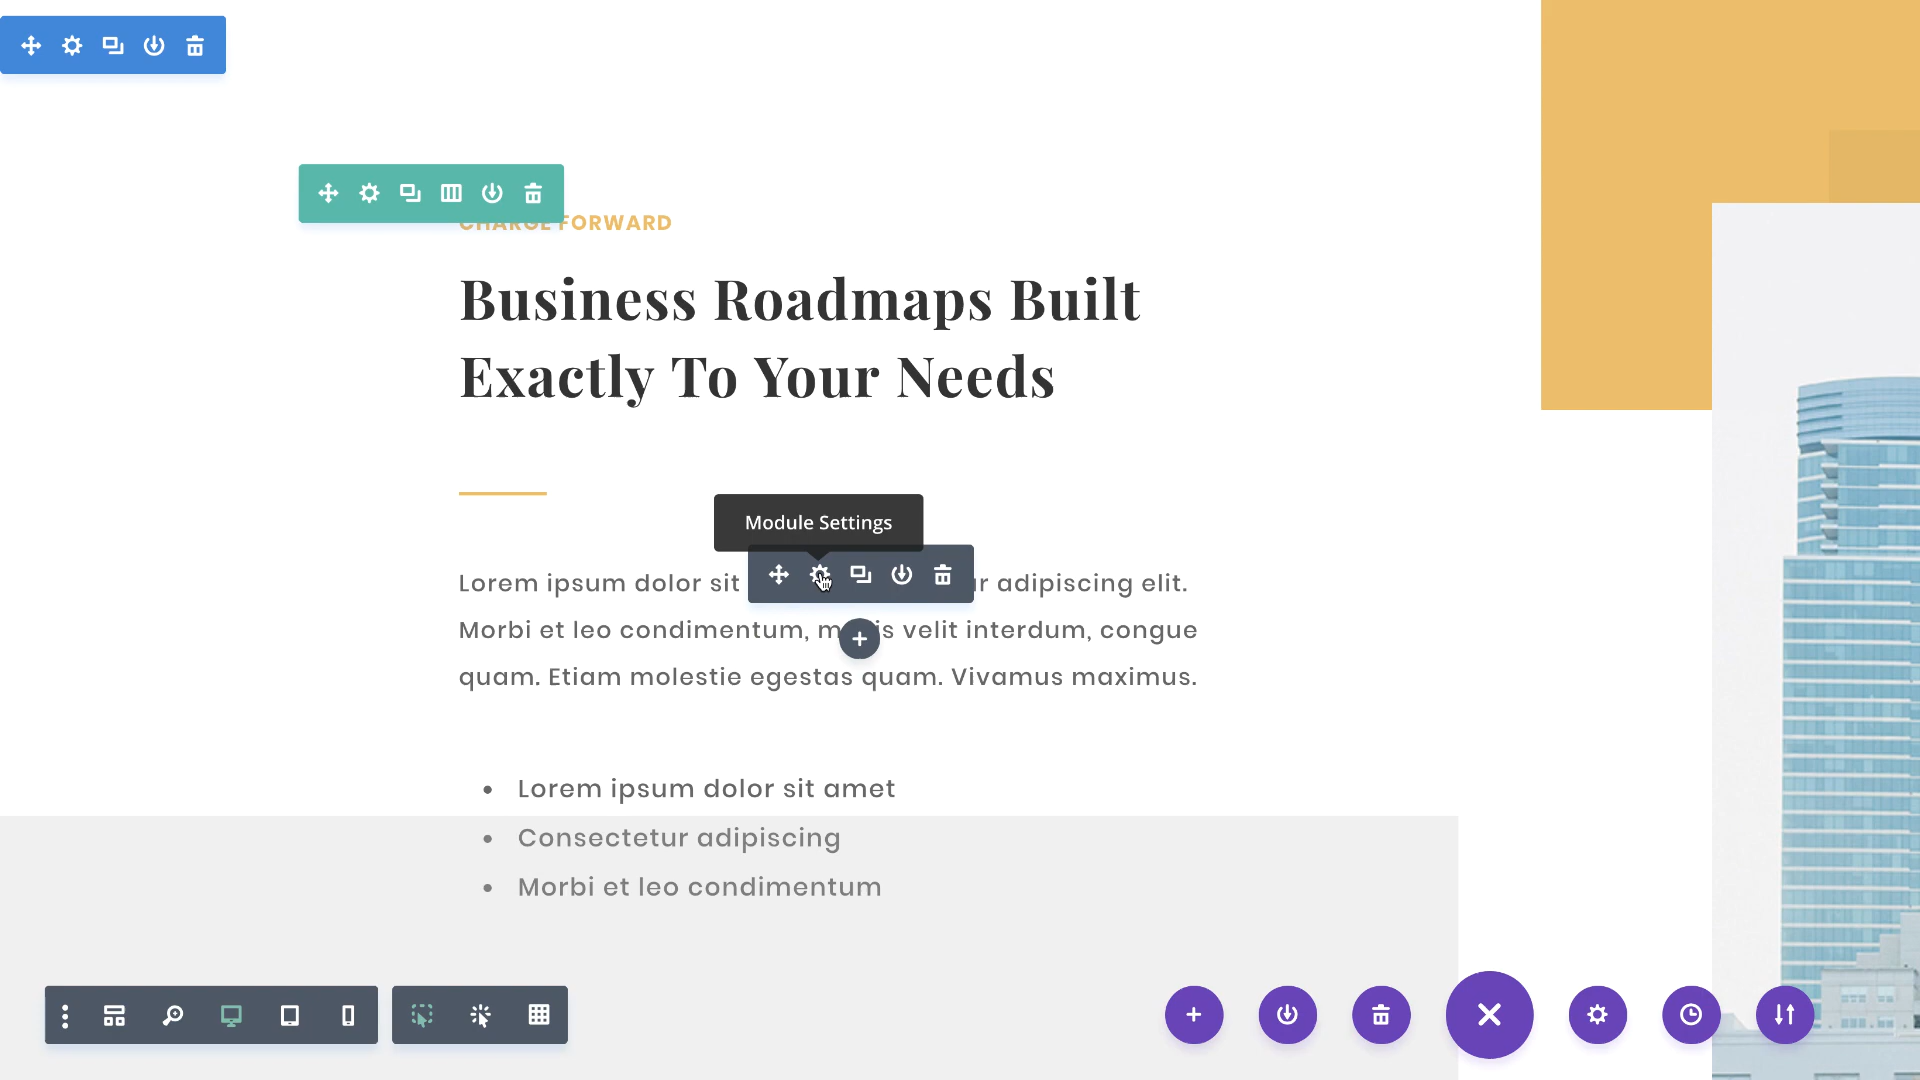 CHARGE FORWARD
Business Roadmaps Built
Exactly To Your Needs
Module Settings
Lorem ipsum dolor sit adipiscing elit.
Morbi et leo condimentum, velit interdum, congue
quam. Etiam molestie egestas quam. Vivamus maximus.
Lorem ipsum dolor sit amet
Consectetur adipiscing
Morbi et leo condimentum